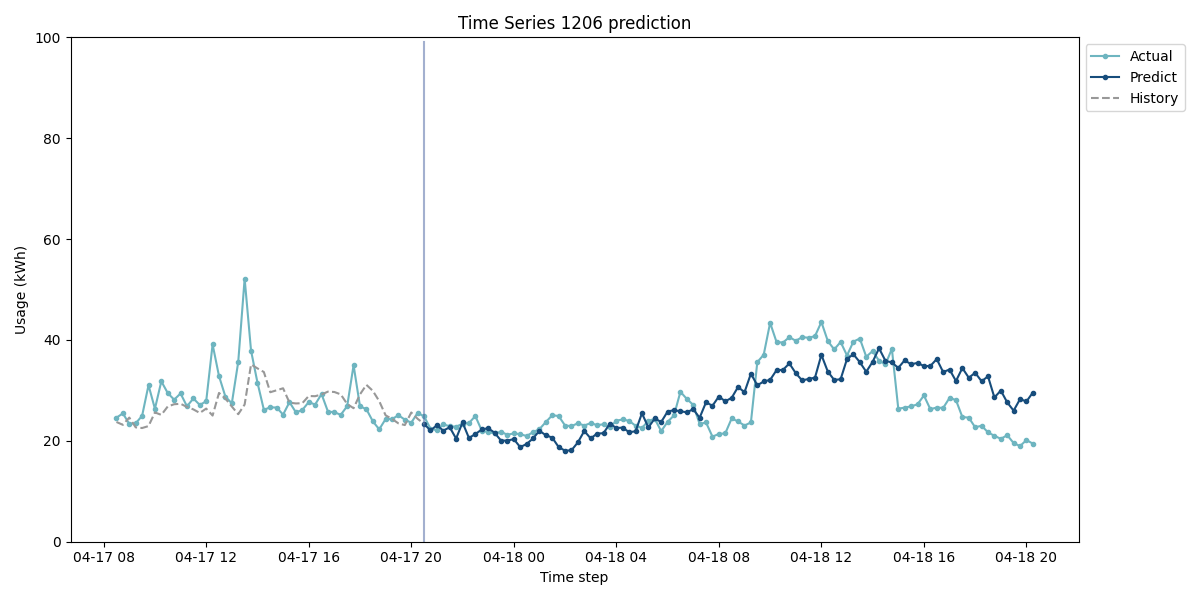 Time Series 1206 prediction
Usage (kWh)
100
80
60
40
20
0
04-17 08
04-17 12
04-17 16
04-17 20
04-18 00
04-18 04
04-18 08
04-18 12
04-18 16
04-18 20
Time step
Actual
Predict
History